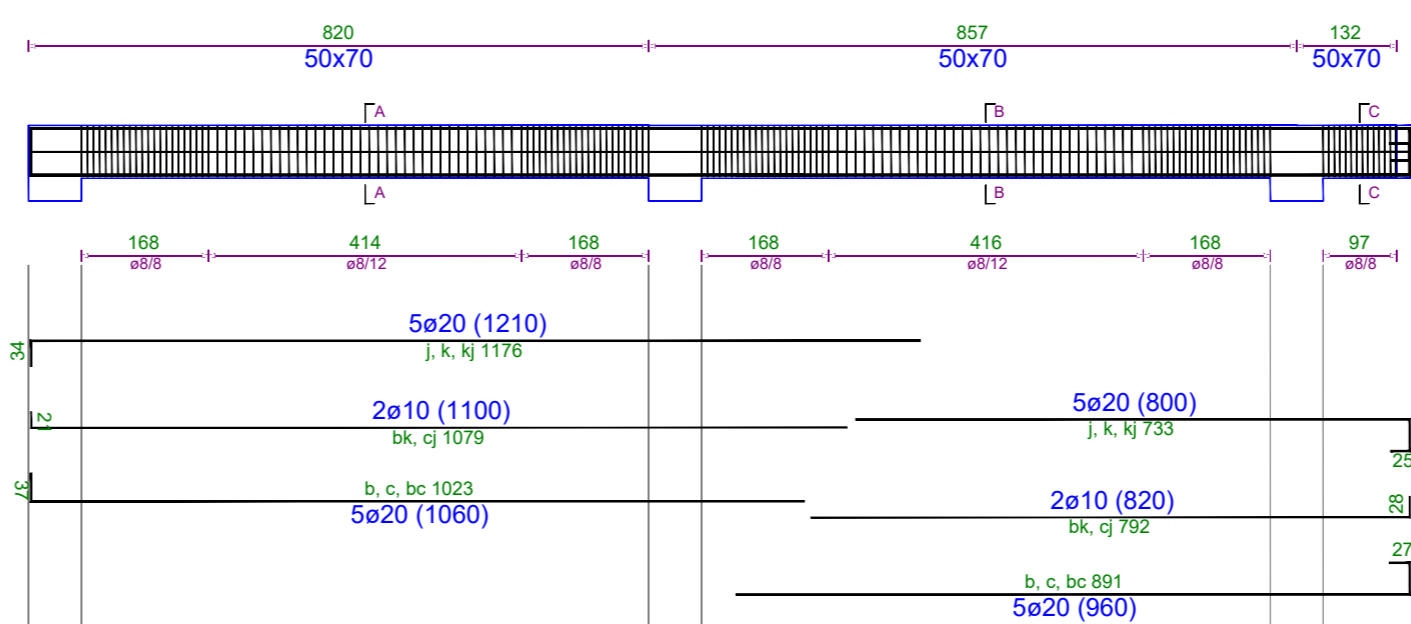 820 857 132
50x70 50x70 50x70
A B C
A B C
168 414 168 168 416 168 97
ø8/8 ø8/12 ø8/8 ø8/8 ø8/12 ø8/8 ø8/8
5ø20 (1210)
34
j, k, kj 1176
5ø20 (800)
2ø10 (1100)
21
j, k, kj 733
bk, cj 1079
25
b, c, bc 1023
37
2ø10 (820)
28
5ø20 (1060)
bk, cj 792
27
b, c, bc 891
5ø20 (960)